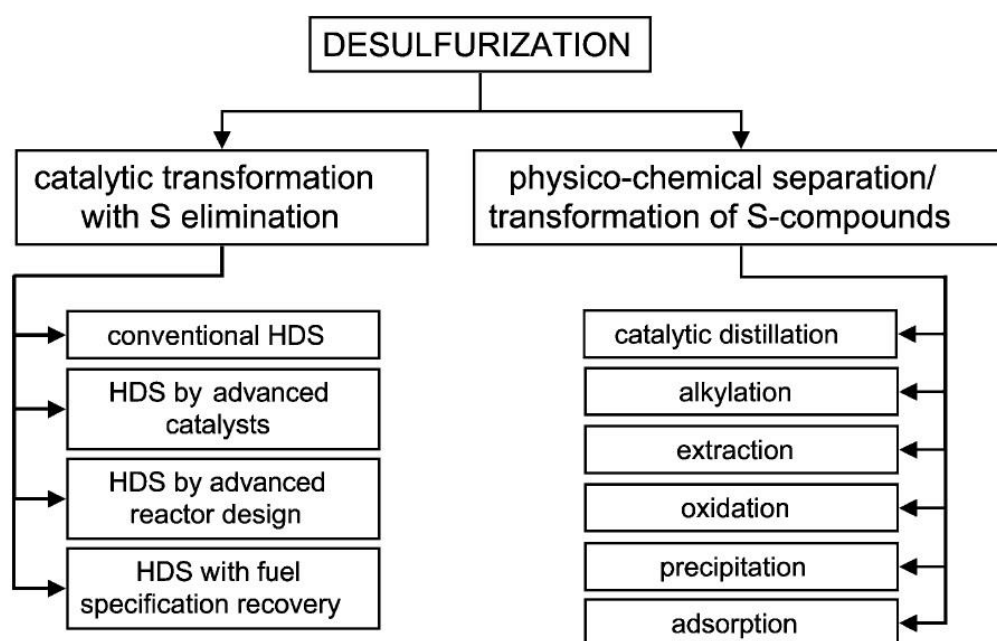 DESULFURIZATION
catalytic transformation
with S elimination
physico-chemical separation/
transformation of S-compounds
conventional HDS
HDS by advanced
catalysts
HDS by advanced
reactor design
HDS with fuel
specification recovery
catalytic distillation
alkylation
extraction
oxidation
precipitation
adsorption